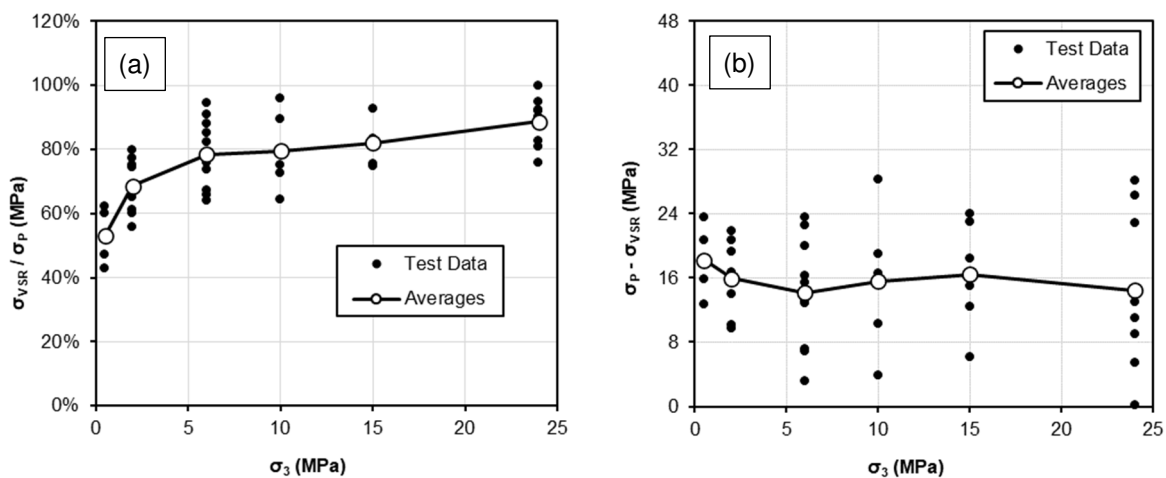 (a)
120%
100%
80%
60%
40%
20%
0%
0
5
10
15
20
25
σVSR / σP (MPa)
σ3 (MPa)
Test Data
Averages
(b)
48
40
32
24
16
8
0
0
5
10
15
20
25
σP - σVSR (MPa)
σ3 (MPa)
Test Data
Averages